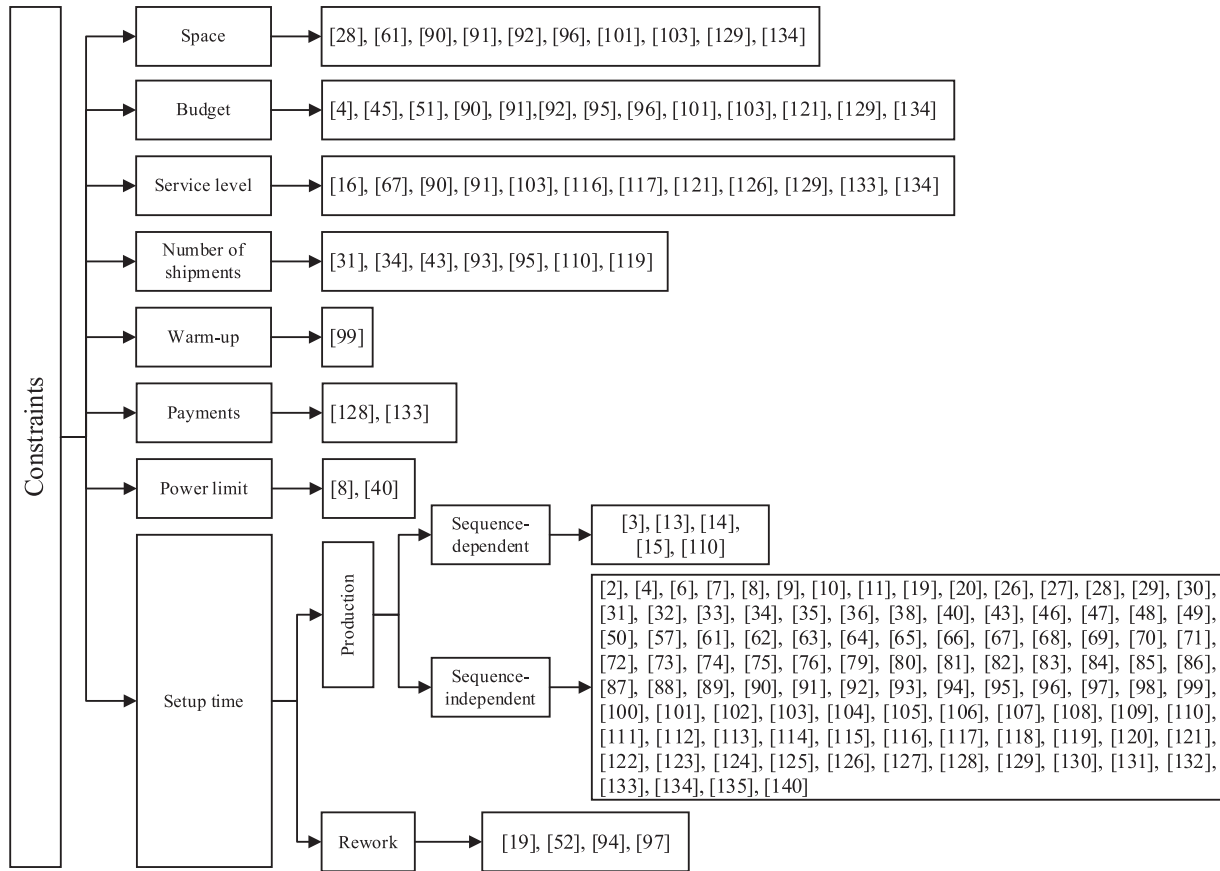 Constraints
Space
[28], [61], [90], [91], [92], [96], [101], [103], [129], [134]
Budget
[4], [45], [51], [90], [91],[92], [95], [96], [101], [103], [121], [129], [134]
Service level
[16], [67], [90], [91], [103], [116], [117], [121], [126], [129], [133], [134]
Number of
shipments
[31], [34], [43], [93], [95], [110], [119]
Warm-up
[99]
Payments
[128], [133]
Power limit
[8], [40]
Setup time
Production
Sequence-
dependent
[3], [13], [14],
[15], [110]
Sequence-
independent
[2], [4], [6], [7], [8], [9], [10], [11], [19], [20], [26], [27], [28], [29], [30],
[31], [32], [33], [34], [35], [36], [38], [40], [43], [46], [47], [48], [49],
[50], [57], [61], [62], [63], [64], [65], [66], [67], [68], [69], [70], [71],
[72], [73], [74], [75], [76], [79], [80], [81], [82], [83], [84], [85], [86],
[87], [88], [89], [90], [91], [92], [93], [94], [95], [96], [97], [98], [99],
[100], [101], [102], [103], [104], [105], [106], [107], [108], [109], [110],
[111], [112], [113], [114], [115], [116], [117], [118], [119], [120], [121],
[122], [123], [124], [125], [126], [127], [128], [129], [130], [131], [132],
[133], [134], [135], [140]
Rework
[19], [52], [94], [97]